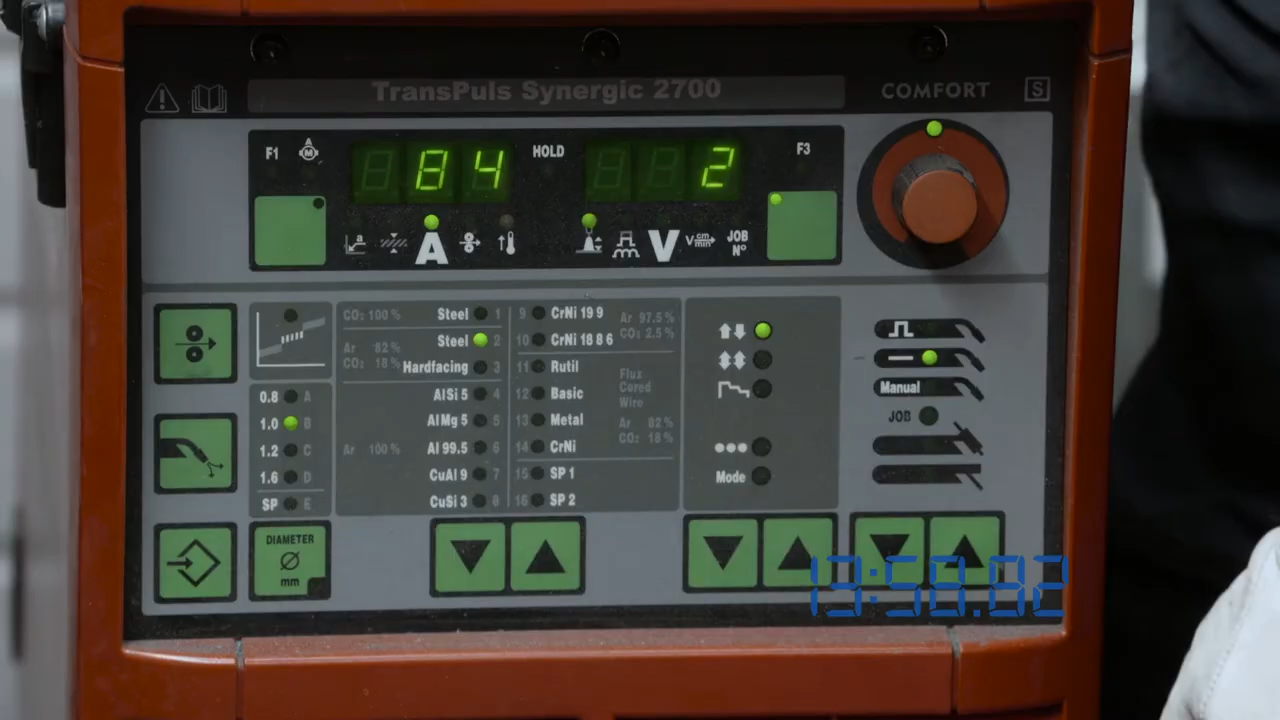 TransPuls Synergic 2700
COMFORT
S
F1
A
M
84
HOLD
2
F3
a
A
V
V cm/min
JOB N°
CO₂ 100 %
Steel 1
Ar 82 %
CO₂ 18 %
Steel 2
Hardfacing 3
AlSi 5 4
AlMg 5 5
Ar 100 %
Al 99.5 6
CuAl 9 7
CuSi 3 8
9 CrNi 19 9
Ar 97.5 %
CO₂ 2.5 %
10 CrNi 18 8 6
11 Rutil
12 Basic
13 Metal
14 CrNi
Flux
Cored
Wire
Ar 82 %
CO₂ 18 %
15 SP 1
16 SP 2
0.8 A
1.0 B
1.2 C
1.6 D
SP E
Mode
Manual
JOB
DIAMETER
Ø
mm
13:58.82